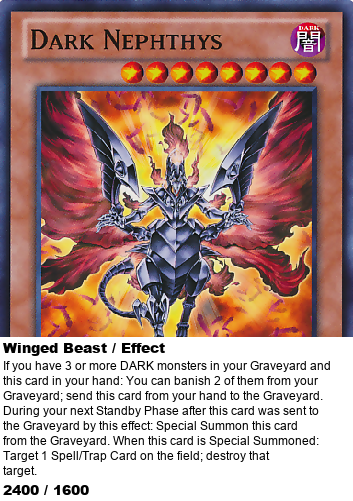 Dark Nephthys
DARK
闇
Winged Beast / Effect
If you have 3 or more DARK monsters in your Graveyard and
this card in your hand: You can banish 2 of them from your
Graveyard; send this card from your hand to the Graveyard.
During your next Standby Phase after this card was sent to
the Graveyard by this effect: Special Summon this card
from the Graveyard. When this card is Special Summoned:
Target 1 Spell/Trap Card on the field; destroy that
target.
2400 / 1600